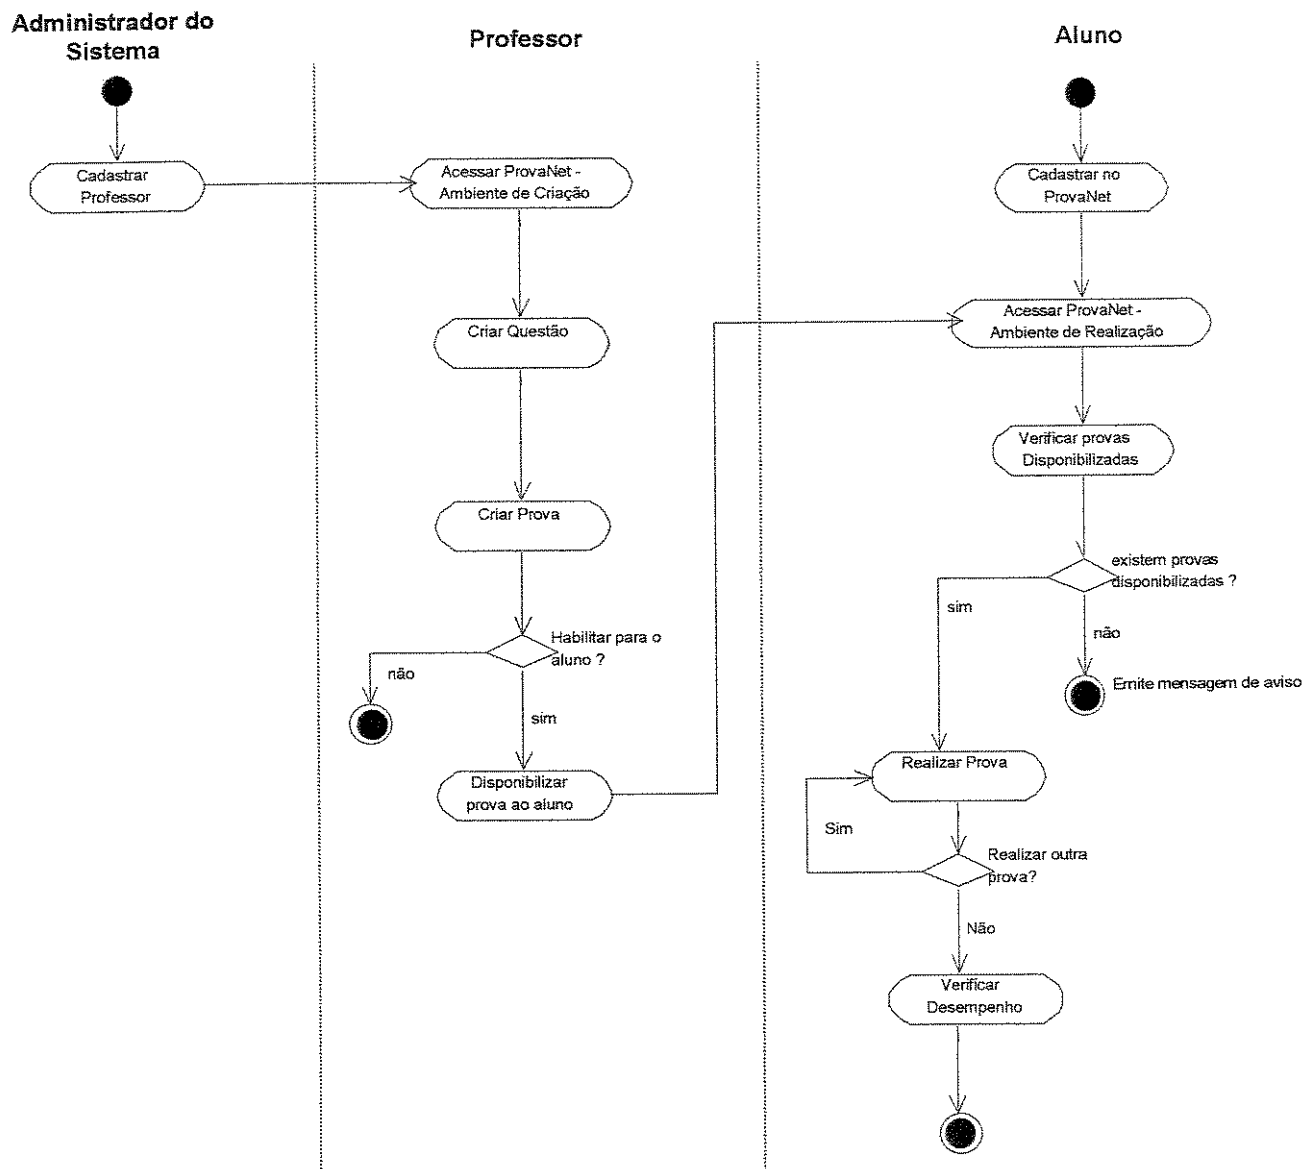 Administrador do
Sistema
Professor
Aluno
Cadastrar
Professor
Acessar ProvaNet -
Ambiente de Criação
Criar Questão
Criar Prova
Habilitar para o
aluno ?
não
sim
Disponibilizar
prova ao aluno
Cadastrar no
ProvaNet
Acessar ProvaNet -
Ambiente de Realização
Verificar provas
Disponibilizadas
existem provas
disponibilizadas ?
sim
não
Emite mensagem de aviso
Realizar Prova
Sim
Realizar outra
prova?
Não
Verificar
Desempenho